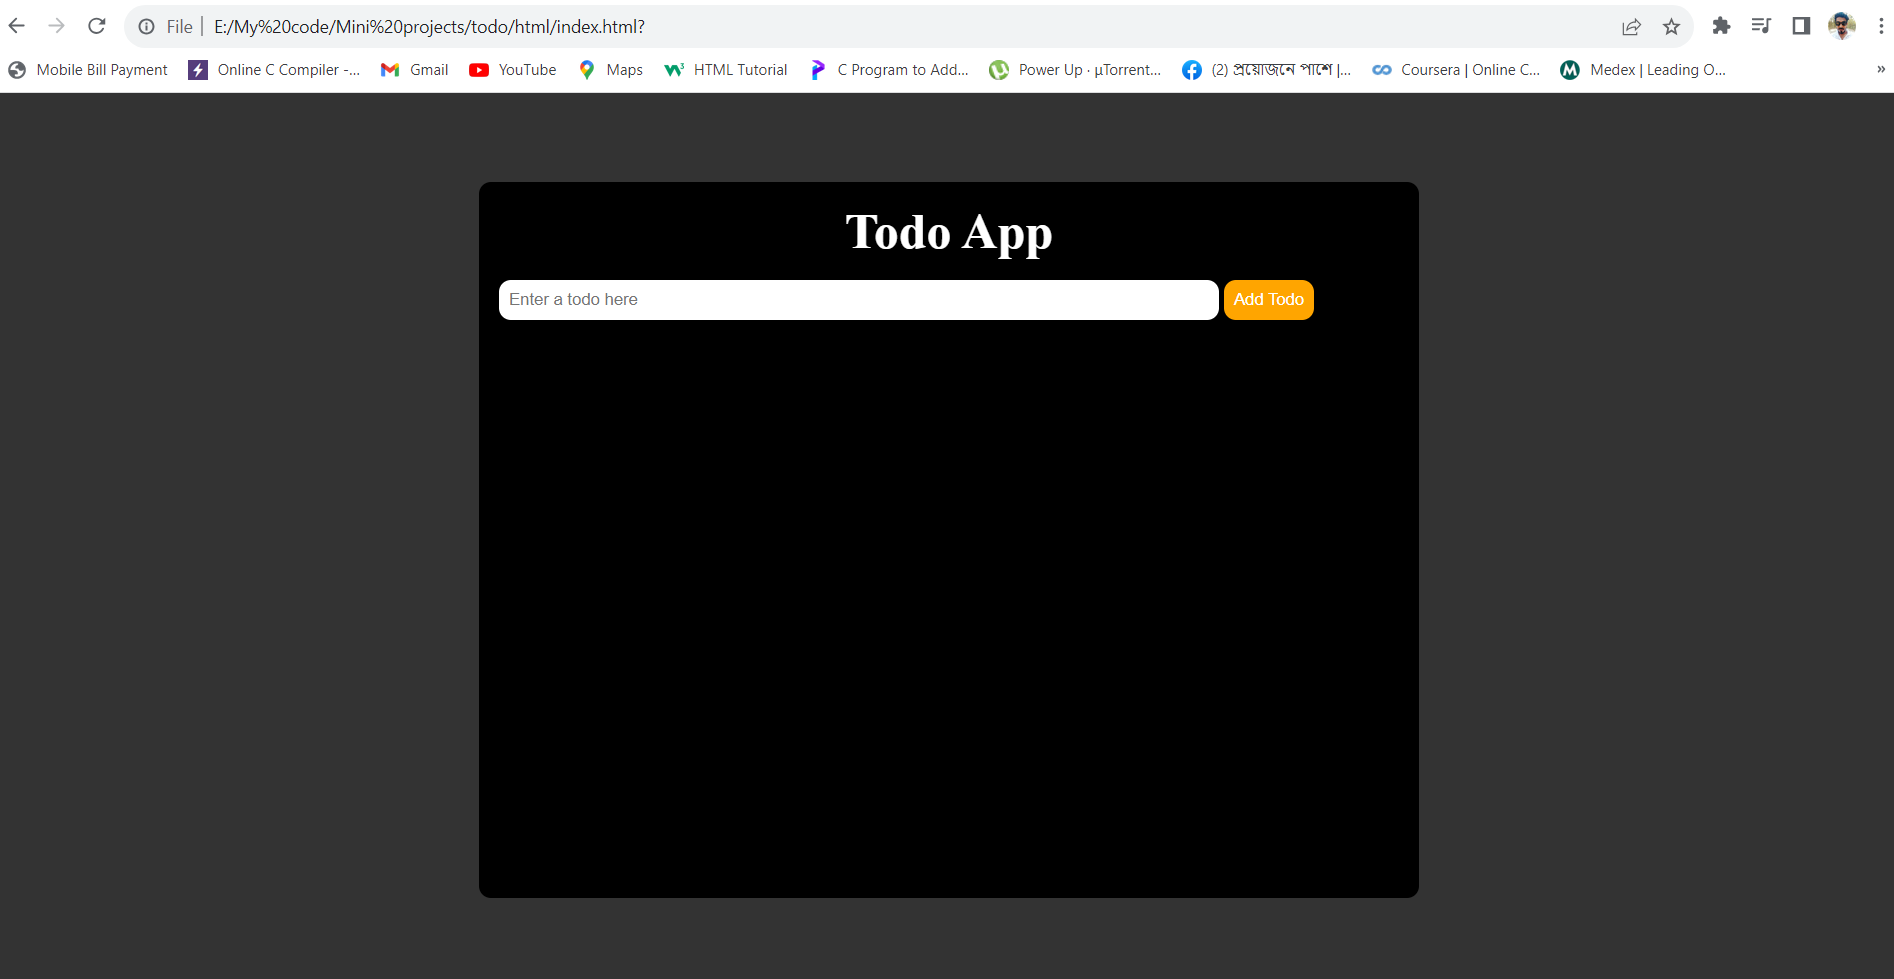 File | E:/My%20code/Mini%20projects/todo/html/index.html?
Mobile Bill Payment Online C Compiler -... Gmail YouTube Maps HTML Tutorial C Program to Add... Power Up · µTorrent... (2) প্রয়োজনে পাশে |... Coursera | Online C... Medex | Leading O... »
Todo App
Enter a todo here Add Todo